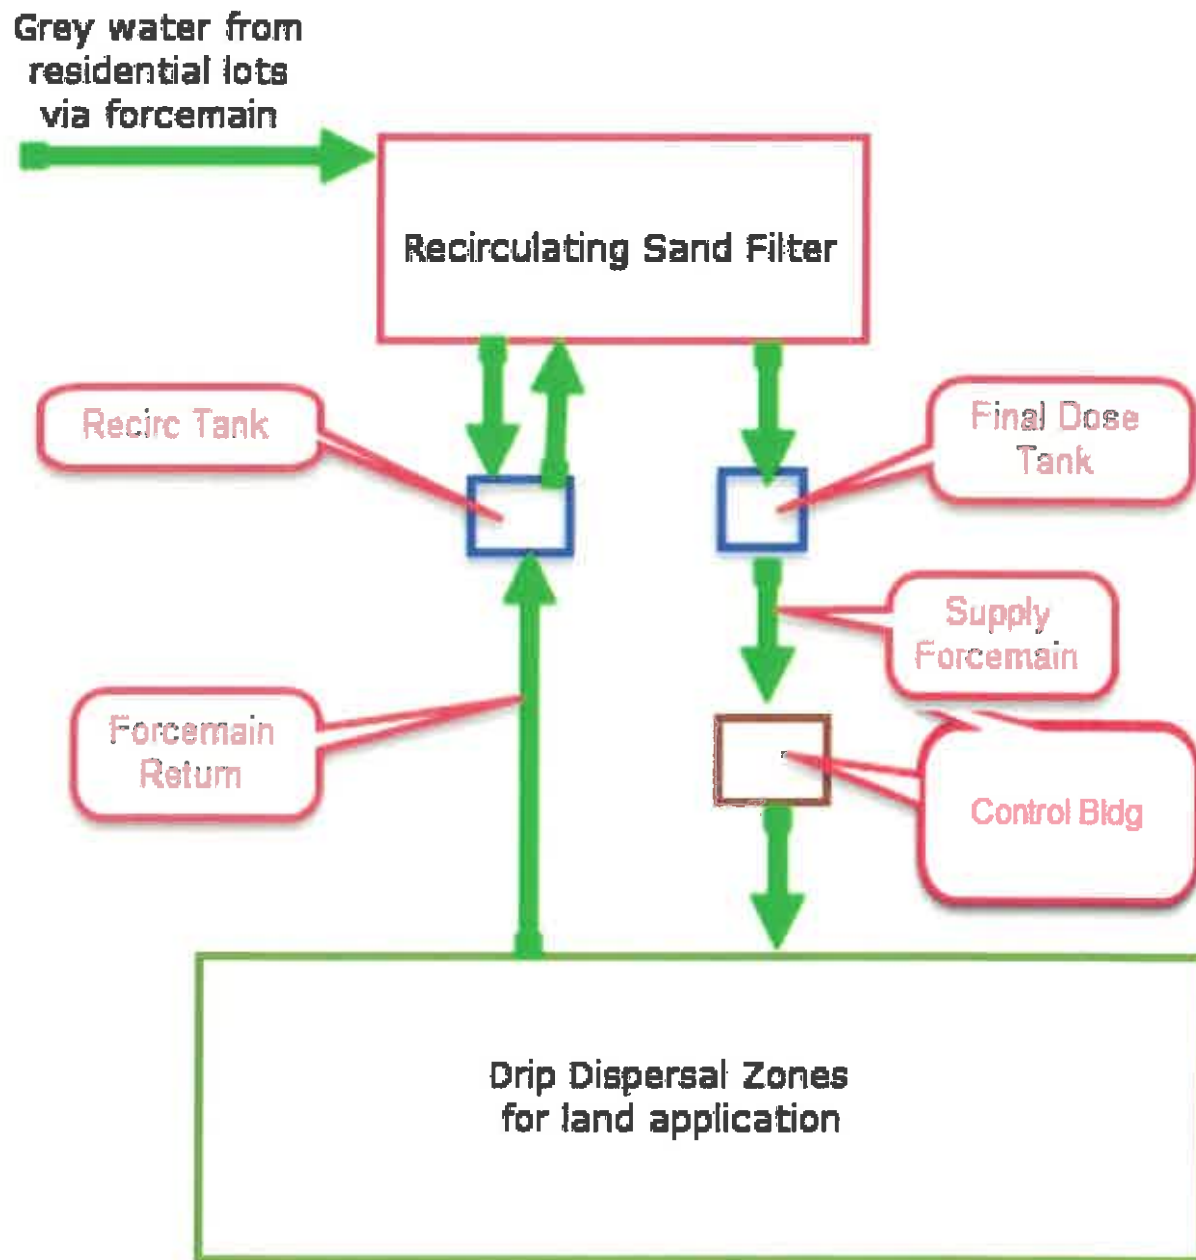 Grey water from
residential lots
via forcemain
Recirculating Sand Filter
Recirc Tank
Final Dose
Tank
Supply
Forcemain
Forcemain
Return
Control Bldg
Drip Dispersal Zones
for land application